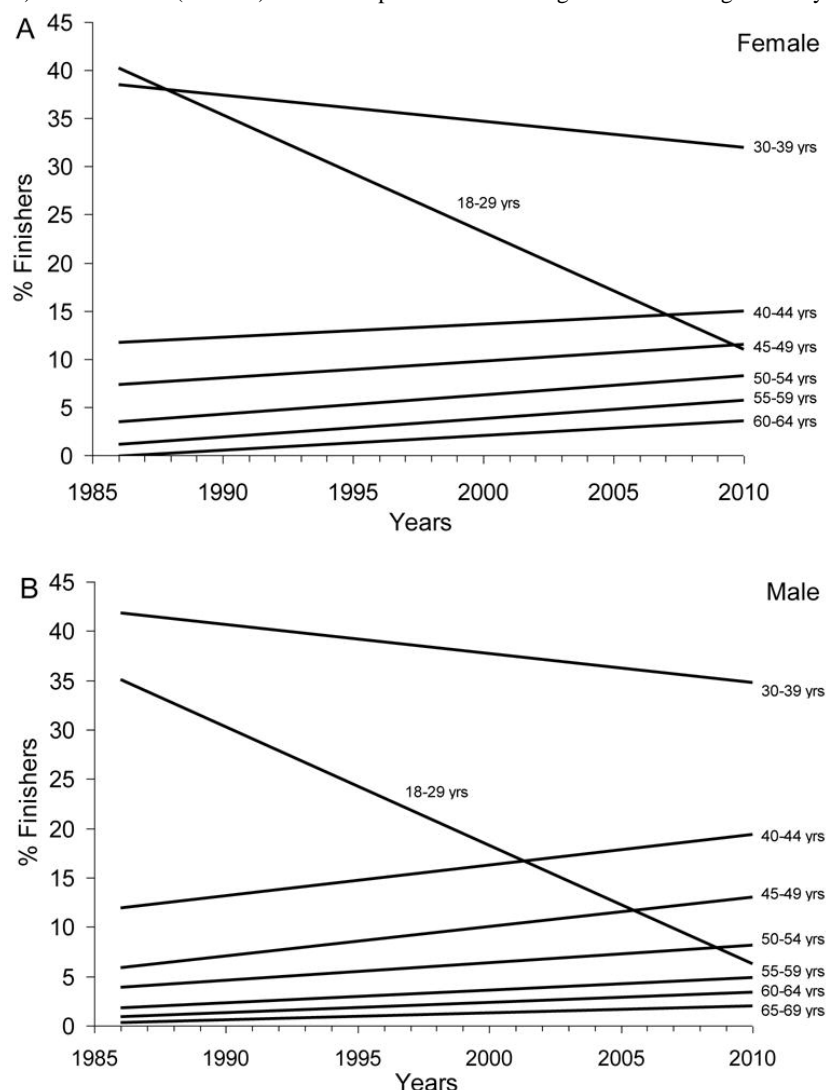 A
Female
45
40
35
30
25
20
15
10
5
0
% Finishers
30-39 yrs
18-29 yrs
40-44 yrs
45-49 yrs
50-54 yrs
55-59 yrs
60-64 yrs
1985 1990 1995 2000 2005 2010
Years
B
Male
45
40
35
30
25
20
15
10
5
0
% Finishers
30-39 yrs
18-29 yrs
40-44 yrs
45-49 yrs
50-54 yrs
55-59 yrs
60-64 yrs
65-69 yrs
1985 1990 1995 2000 2005 2010
Years